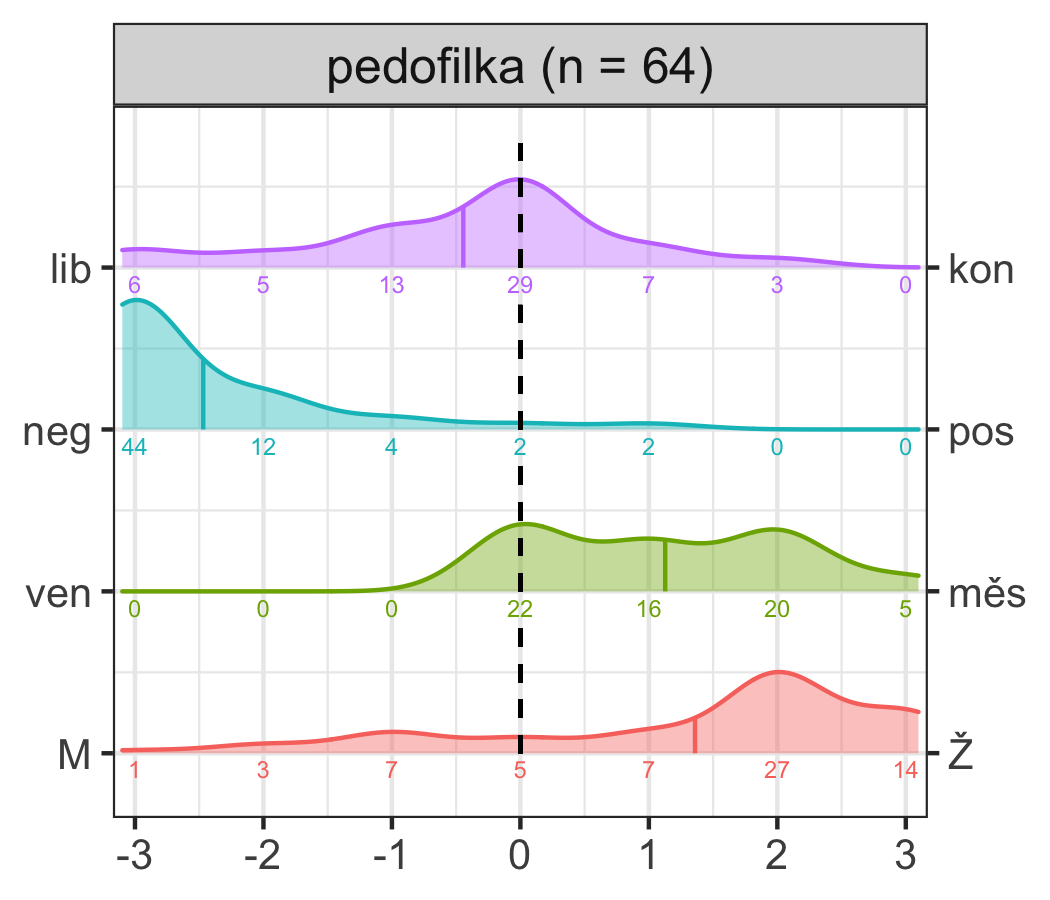 pedofilka (n = 64)
lib kon
6 5 13 29 7 3 0
neg pos
44 12 4 2 2 0 0
ven měs
0 0 0 22 16 20 5
M Ž
1 3 7 5 7 27 14
-3 -2 -1 0 1 2 3